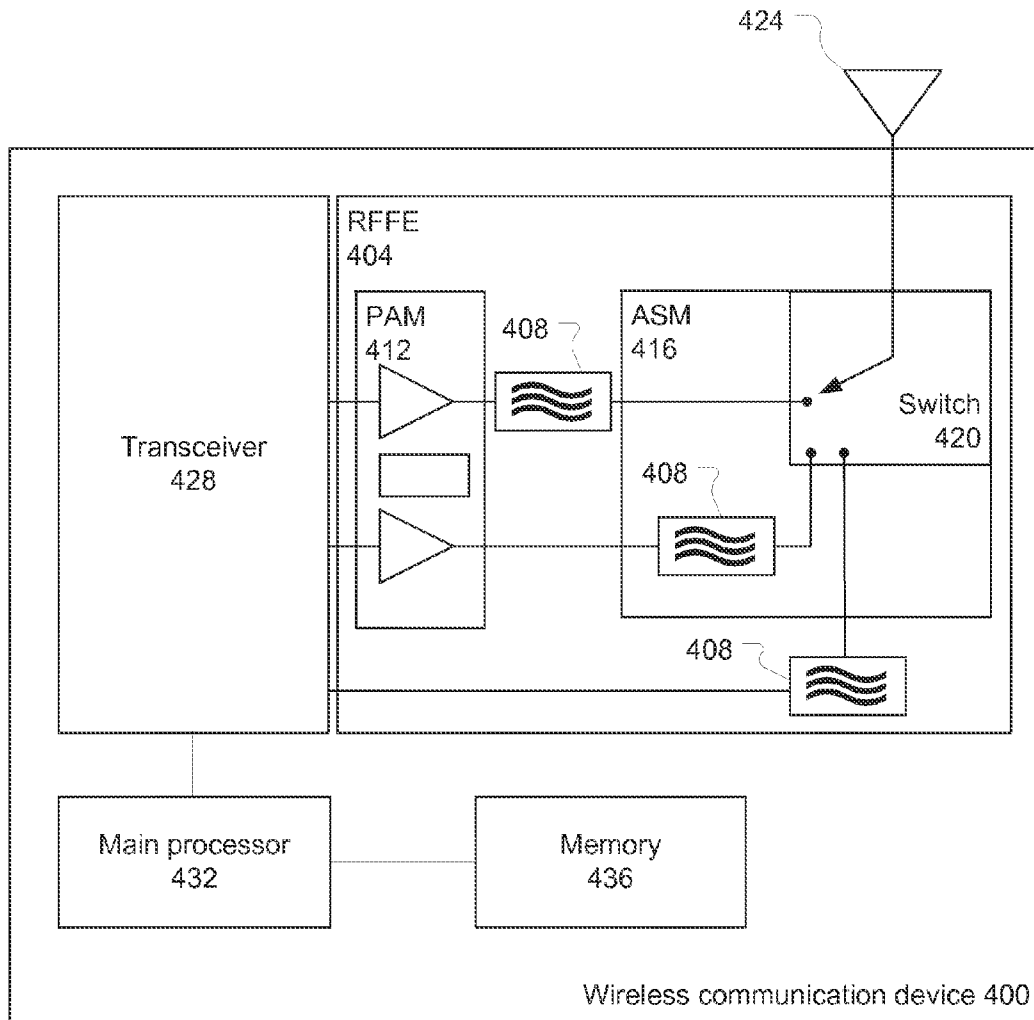 424
RFFE
404
PAM
412
408
ASM
416
Switch
420
Transceiver
428
408
408
Main processor
432
Memory
436
Wireless communication device 400